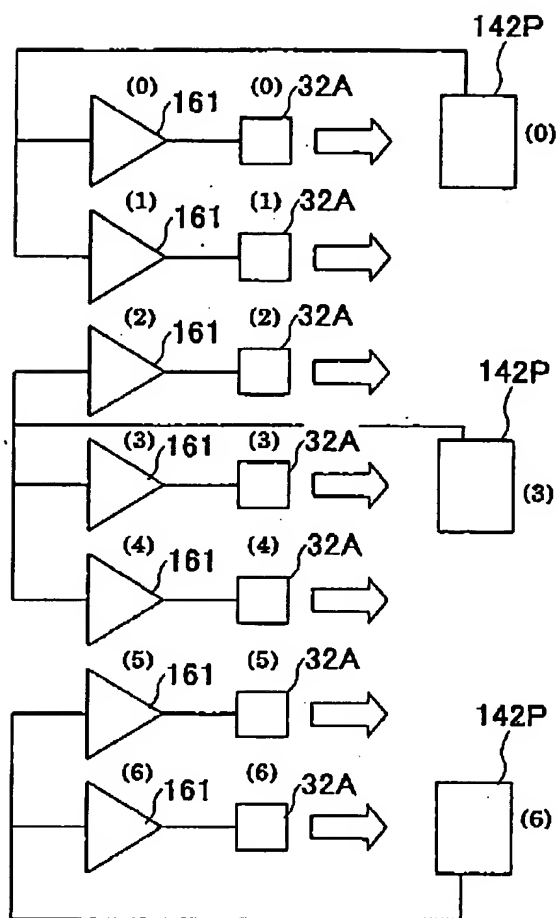 142P
(0) 161 (0) 32A (0)
(1) 161 (1) 32A
(2) 161 (2) 32A
142P
(3) 161 (3) 32A (3)
(4) 161 (4) 32A
(5) 161 (5) 32A
142P
(6) 161 (6) 32A (6)